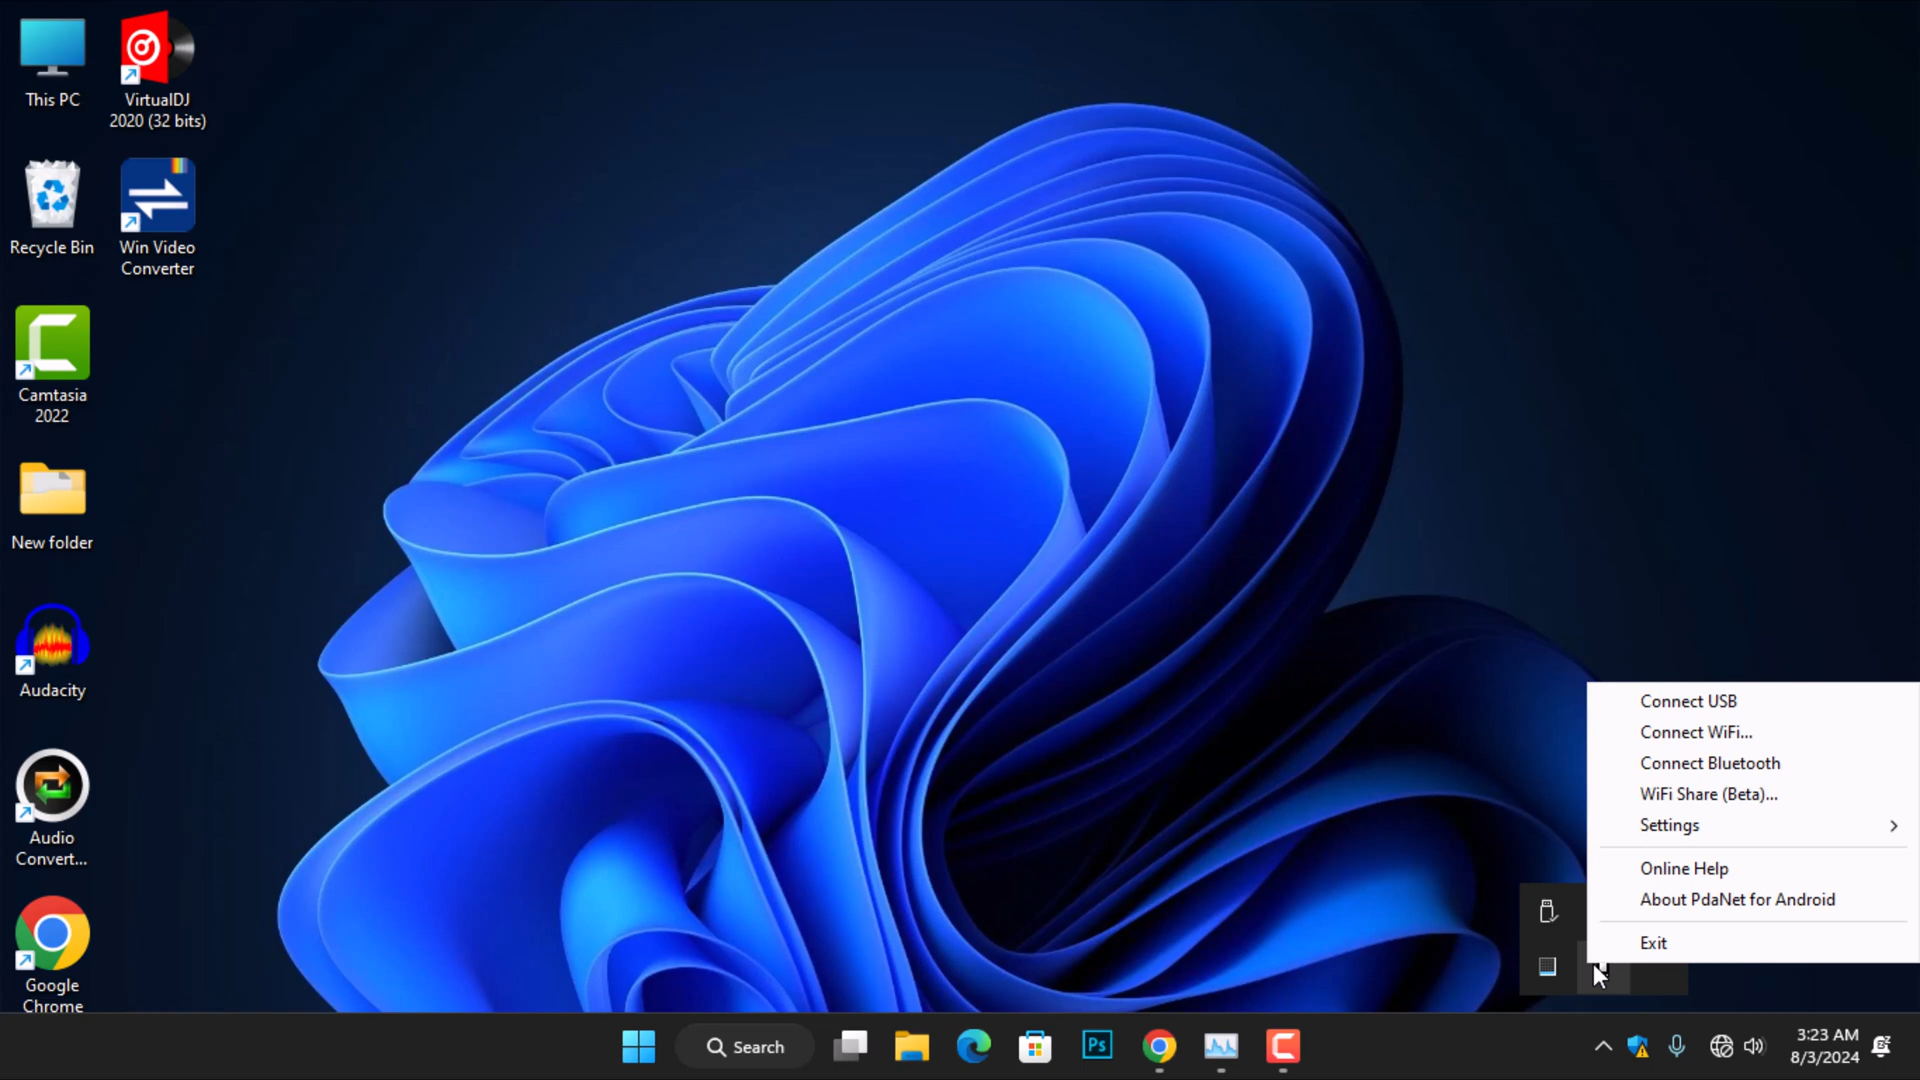 This PC
VirtualDJ
2020 (32 bits)
Recycle Bin
Win Video
Converter
Camtasia
2022
New folder
Audacity
Audio
Convert...
Google
Chrome
Connect USB
Connect WiFi...
Connect Bluetooth
WiFi Share (Beta)...
Settings
Online Help
About PdaNet for Android
Exit
Search
Ps
3:23 AM
8/3/2024